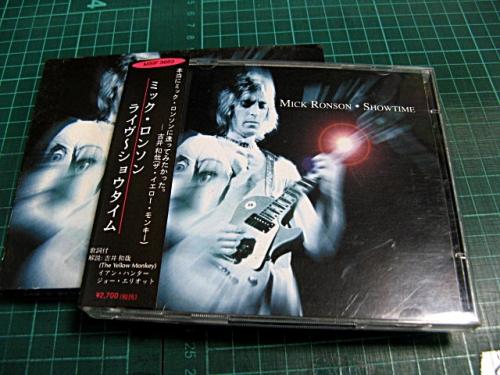 MICK RONSON • SHOWTIME
本当にミック・ロンソンに逢ってみたかった。
— 吉井 和哉(ザ・イエロー・モンキー)
ミック・ロンソン
ライヴ〜ショウタイム
歌詞付
解説: 吉井 和哉
(The Yellow Monkey)
イアン・ハンター
ジョー・エリオット
¥2,700(税抜)